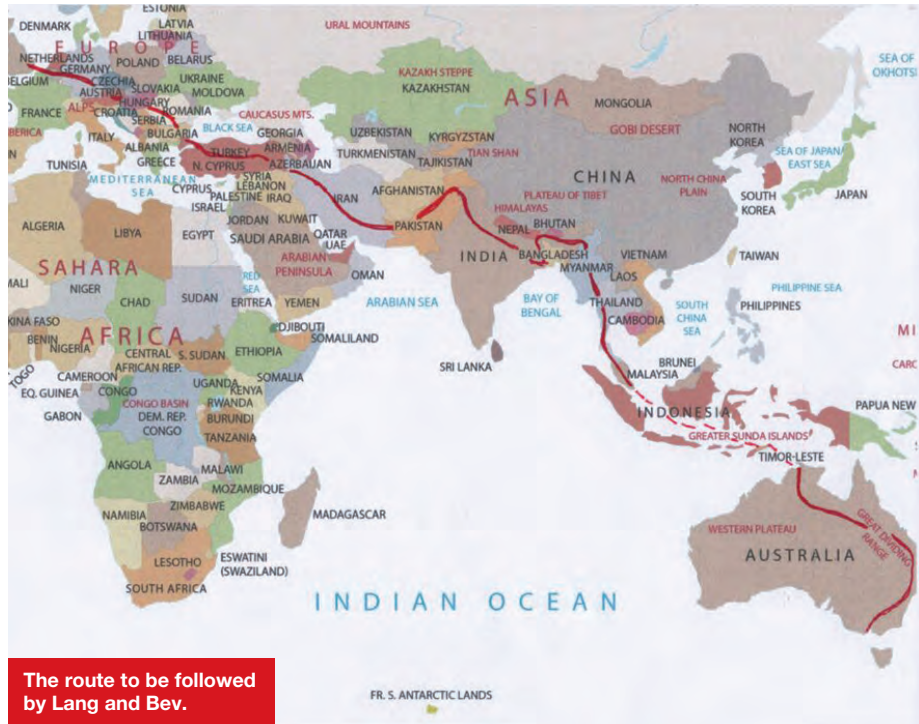 ESTONIA
DENMARK
LATVIA
LITHUANIA
URAL MOUNTAINS
EUROPE
NETHERLANDS
GERMANY
POLAND
BELARUS
CZECHIA
UKRAINE
AUSTRIA
SLOVAKIA
MOLDOVA
FRANCE
ALPS
HUNGARY
CROATIA
ROMANIA
SERBIA
BULGARIA
BLACK SEA
CAUCASUS MTS.
GEORGIA
ITALY
ALBANIA
ARMENIA
GREECE
TURKEY
AZERBAIJAN
TUNISIA
N. CYPRUS
SYRIA
MEDITERRANEAN
SEA
CYPRUS
LEBANON
PALESTINE
IRAQ
ISRAEL
IRAN
KAZAKH STEPPE
KAZAKHSTAN
ASIA
MONGOLIA
GOBI DESERT
SEA OF
OKHOTS
UZBEKISTAN
KYRGYZSTAN
TURKMENISTAN
TIAN SHAN
TAJIKISTAN
NORTH
KOREA
SEA OF JAPAN/
EAST SEA
CHINA
NORTH CHINA
PLAIN
SOUTH
KOREA
JAPAN
AFGHANISTAN
PLATEAU OF TIBET
HIMALAYAS
NEPAL
BHUTAN
PAKISTAN
ALGERIA
LIBYA
EGYPT
JORDAN
KUWAIT
SAUDI ARABIA
QATAR
UAE
ARABIAN
PENINSULA
OMAN
INDIA
BANGLADESH
MYANMAR
VIETNAM
LAOS
TAIWAN
SAHARA
MALI
NIGER
CHAD
SUDAN
RED
SEA
ERITREA
YEMEN
ARABIAN SEA
BAY OF
BENGAL
THAILAND
CAMBODIA
SOUTH
CHINA
SEA
PHILIPPINE SEA
PHILIPPINES
KINA FASO
BENIN
NIGERIA
TOGO
AFRICA
DJIBOUTI
SOMALILAND
CENTRAL
AFRICAN REP.
S. SUDAN
ETHIOPIA
SRI LANKA
BRUNEI
MALAYSIA
MI
CARC
CAMEROON
EQ. GUINEA
CONGO
GABON
UGANDA
KENYA
SOMALIA
CONGO BASIN
RWANDA
DEM. REP.
CONGO
BURUNDI
TANZANIA
INDONESIA
GREATER SUNDA ISLANDS
PAPUA NEW
TIMOR-LESTE
ANGOLA
MALAWI
ZAMBIA
MOZAMBIQUE
ZIMBABWE
NAMIBIA
BOTSWANA
MADAGASCAR
WESTERN PLATEAU
GREAT DIVIDING
RANGE
AUSTRALIA
LESOTHO
ESWATINI
(SWAZILAND)
SOUTH AFRICA
INDIAN OCEAN
The route to be followed
by Lang and Bev.
FR. S. ANTARCTIC LANDS